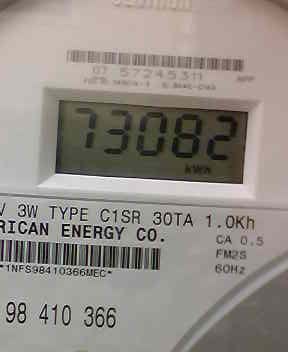 07 57245311
73082
kWh
V 3W TYPE C1SR 30TA 1.0Kh
RICAN ENERGY CO.
CA 0.5
FM2S
60Hz
*1NFS98410366MEC*
98 410 366